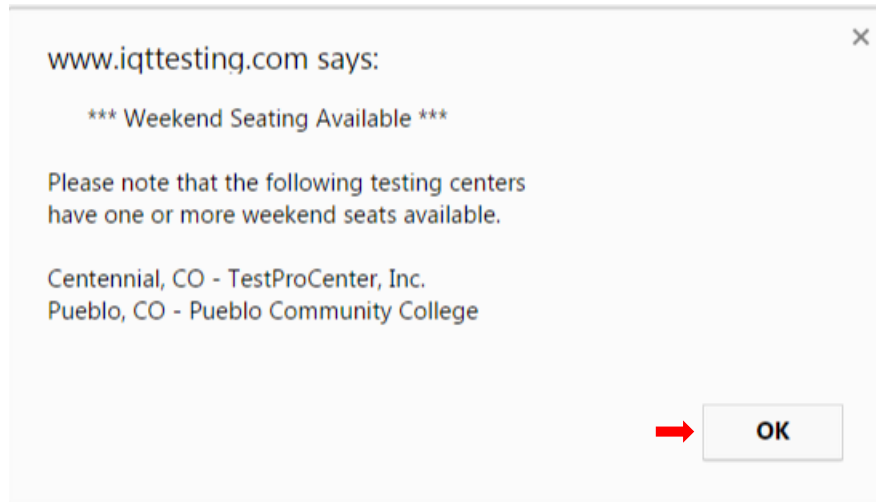 www.iqttesting.com says:
*** Weekend Seating Available ***
Please note that the following testing centers
have one or more weekend seats available.
Centennial, CO - TestProCenter, Inc.
Pueblo, CO - Pueblo Community College
OK